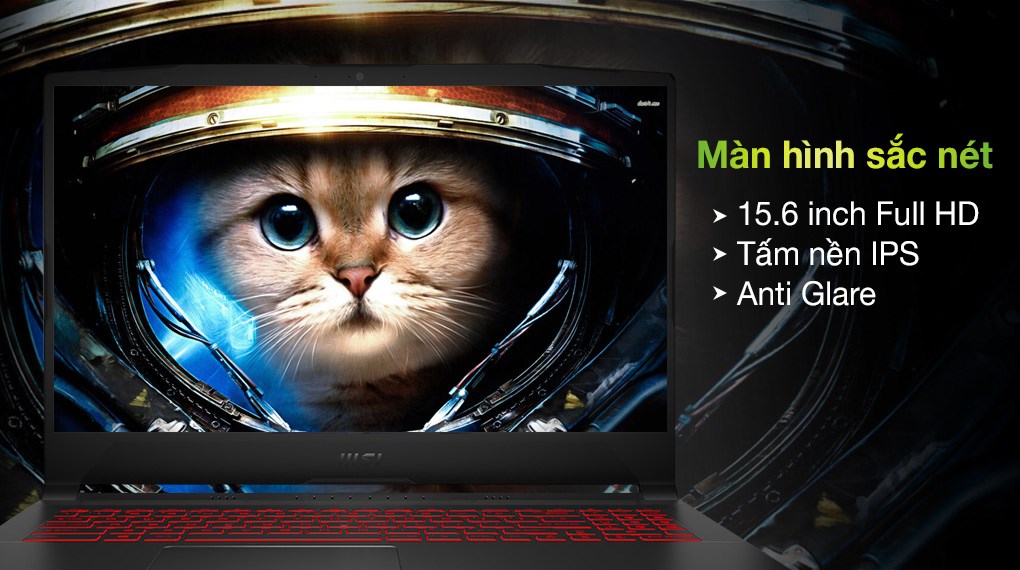 Màn hình sắc nét
➤ 15.6 inch Full HD
➤ Tấm nền IPS
➤ Anti Glare
MSI